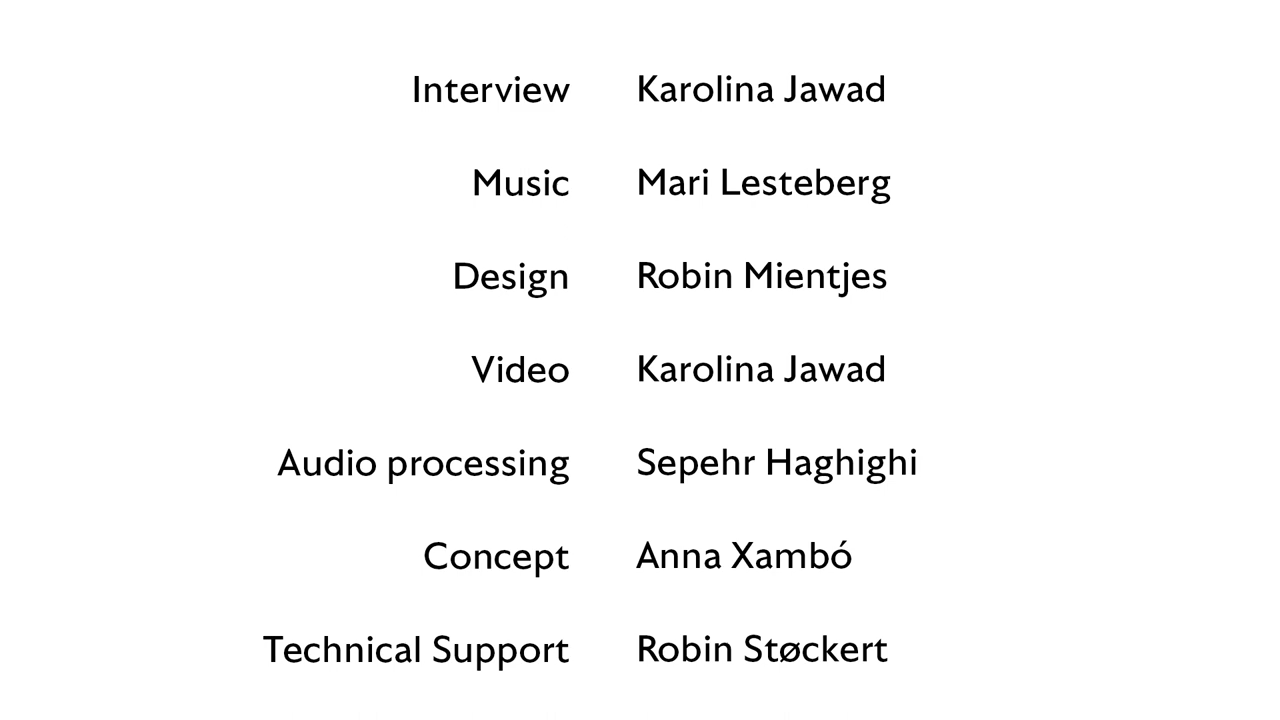 Interview Karolina Jawad
Music Mari Lesteberg
Design Robin Mientjes
Video Karolina Jawad
Audio processing Sepehr Haghighi
Concept Anna Xambó
Technical Support Robin Støckert